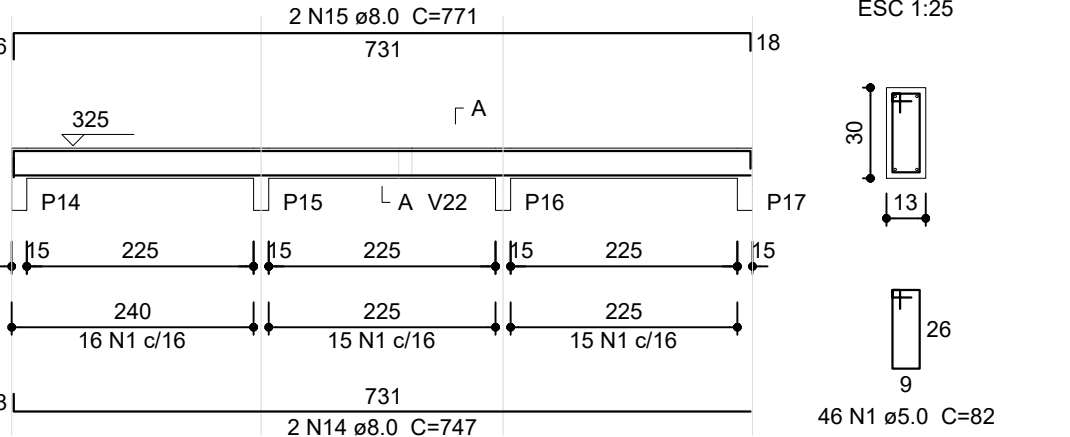 2 N15 ø8.0 C=771
ESC 1:25
731
18
325
A
30
P14
P15
A V22
P16
P17
13
15
225
15
225
15
225
15
240
225
225
16 N1 c/16
15 N1 c/16
15 N1 c/16
26
9
731
46 N1 ø5.0 C=82
2 N14 ø8.0 C=747